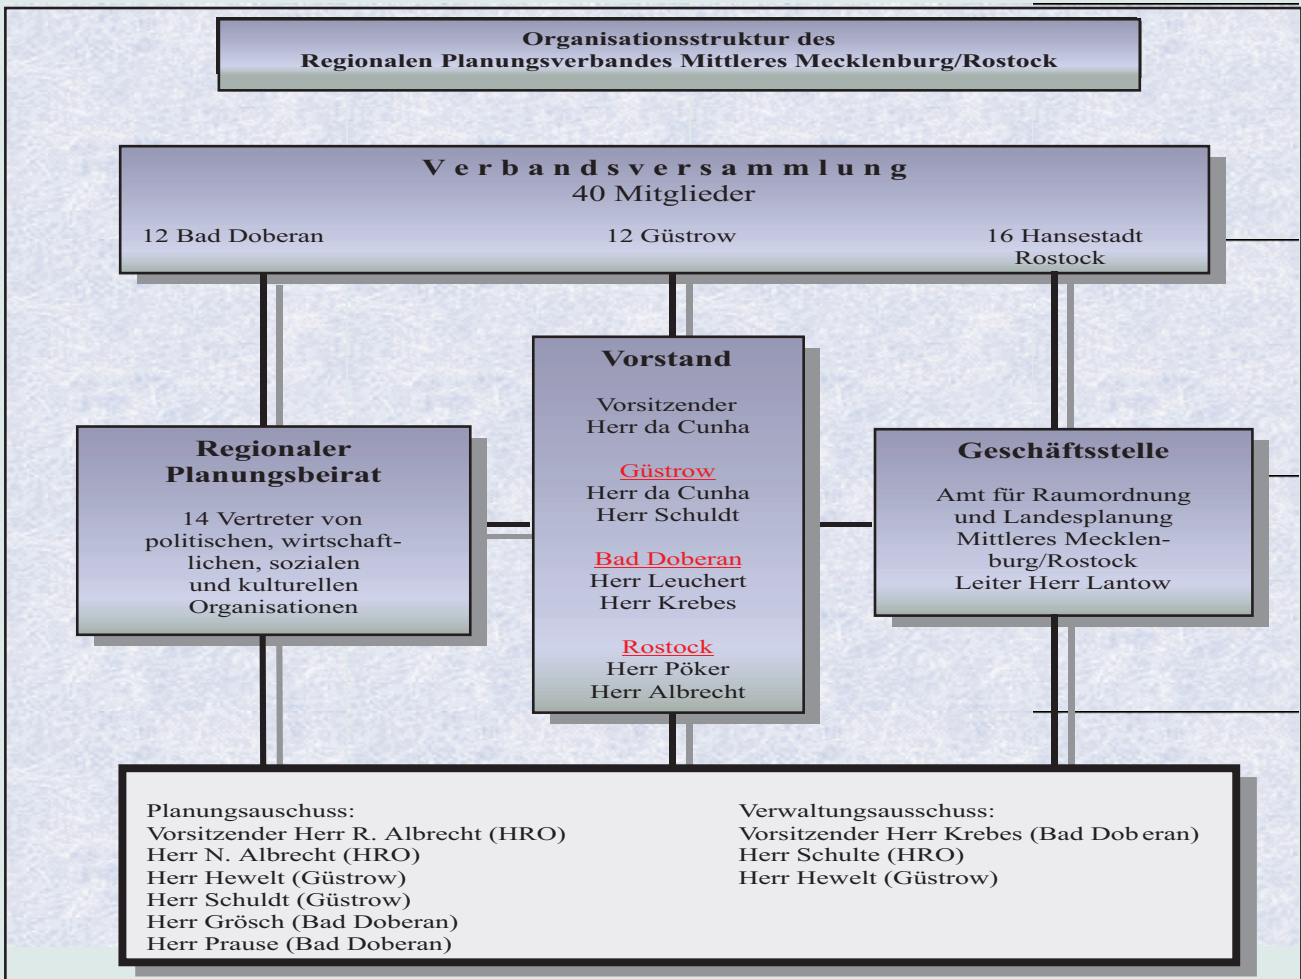 Organisationsstruktur des
Regionalen Planungsverbandes Mittleres Mecklenburg/Rostock
Verbandsversammlung
40 Mitglieder
12 Bad Doberan
12 Güstrow
16 Hansestadt
Rostock
Regionaler
Planungsbeirat
14 Vertreter von
politischen, wirtschaft-
lichen, sozialen
und kulturellen
Organisationen
Vorstand
Vorsitzender
Herr da Cunha
Güstrow
Herr da Cunha
Herr Schuldt
Bad Doberan
Herr Leuchert
Herr Krebes
Rostock
Herr Pöker
Herr Albrecht
Geschäftsstelle
Amt für Raumordnung
und Landesplanung
Mittleres Mecklen-
burg/Rostock
Leiter Herr Lantow
Planungsauschuss:
Vorsitzender Herr R. Albrecht (HRO)
Herr N. Albrecht (HRO)
Herr Hewelt (Güstrow)
Herr Schuldt (Güstrow)
Herr Grösch (Bad Doberan)
Herr Prause (Bad Doberan)
Verwaltungsausschuss:
Vorsitzender Herr Krebes (Bad Doberan)
Herr Schulte (HRO)
Herr Hewelt (Güstrow)